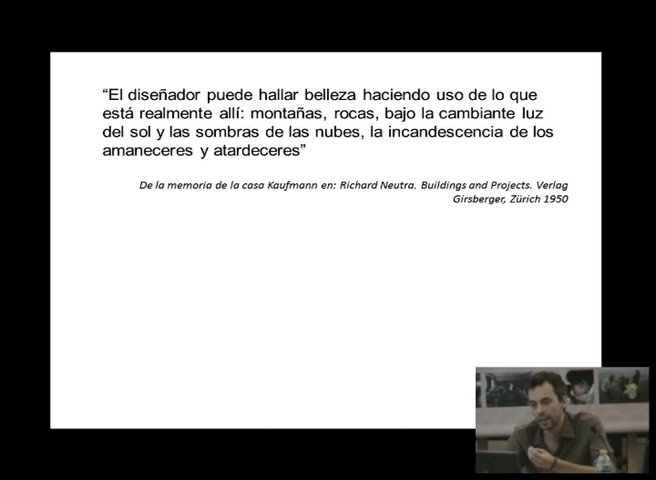 “El diseñador puede hallar belleza haciendo uso de lo que
está realmente allí: montañas, rocas, bajo la cambiante luz
del sol y las sombras de las nubes, la incandescencia de los
amaneceres y atardeceres”
De la memoria de la casa Kaufmann en: Richard Neutra. Buildings and Projects. Verlag
Girsberger, Zürich 1950